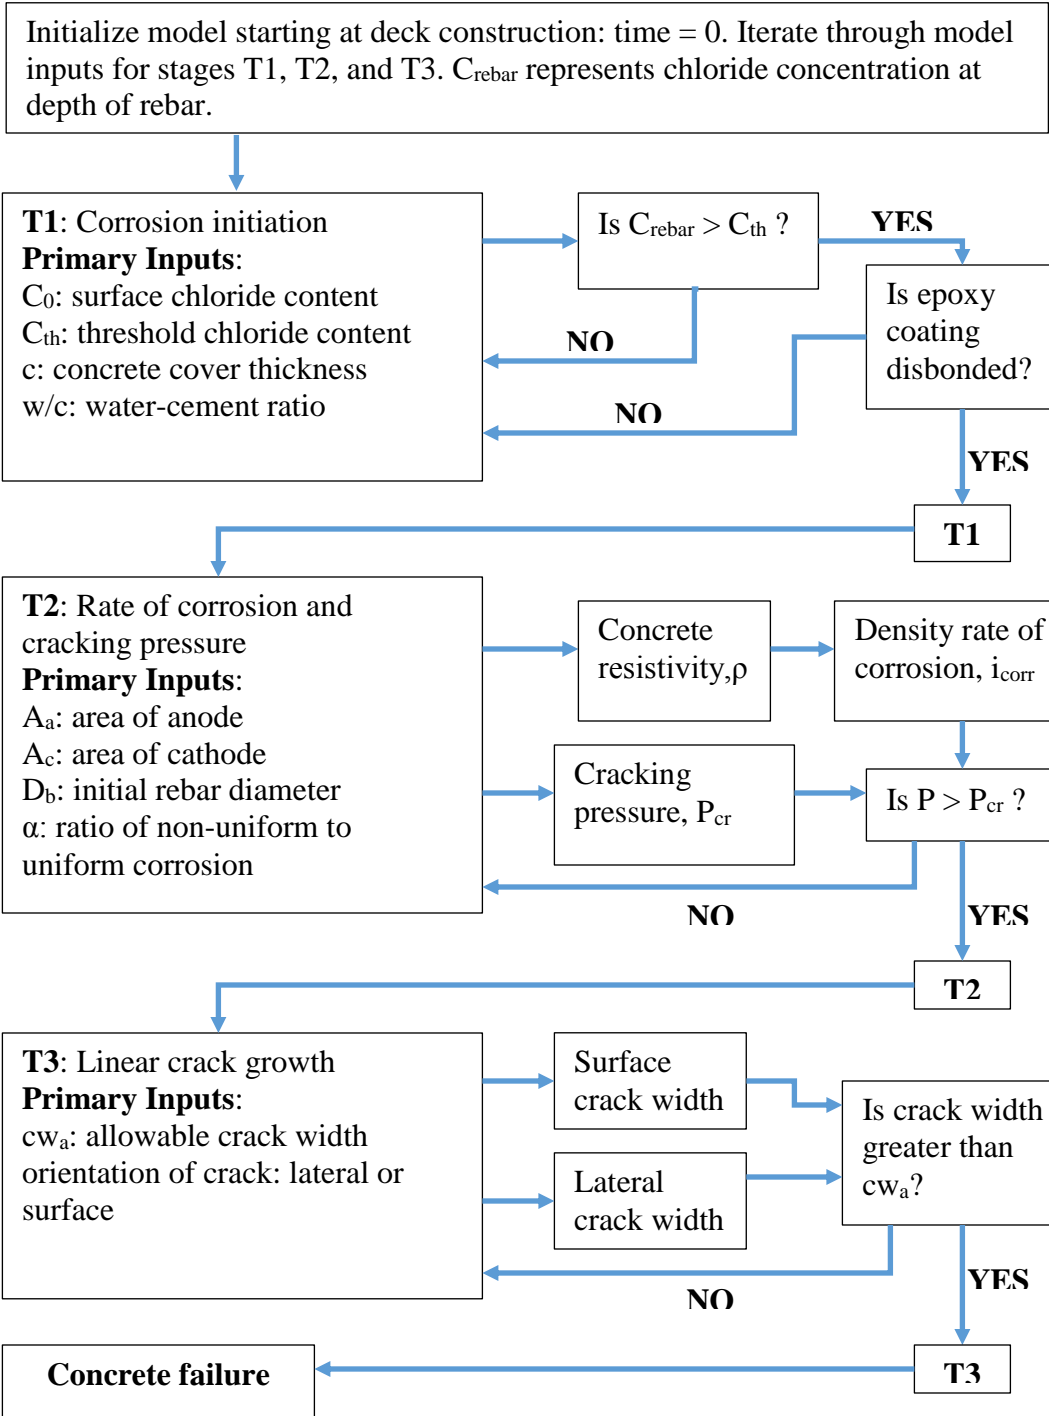 Initialize model starting at deck construction: time = 0. Iterate through model
inputs for stages T1, T2, and T3. Crebar represents chloride concentration at
depth of rebar.
T1: Corrosion initiation
Primary Inputs:
C0: surface chloride content
Cth: threshold chloride content
c: concrete cover thickness
w/c: water-cement ratio
Is Crebar > Cth ?
YES
NO
Is epoxy
coating
disbonded?
NO
YES
T1
T2: Rate of corrosion and
cracking pressure
Primary Inputs:
Aa: area of anode
Ac: area of cathode
Db: initial rebar diameter
α: ratio of non-uniform to
uniform corrosion
Concrete
resistivity,ρ
Density rate of
corrosion, icorr
Cracking
pressure, Pcr
Is P > Pcr ?
NO
YES
T2
T3: Linear crack growth
Primary Inputs:
cwa: allowable crack width
orientation of crack: lateral or
surface
Surface
crack width
Lateral
crack width
Is crack width
greater than
cwa?
NO
YES
T3
Concrete failure